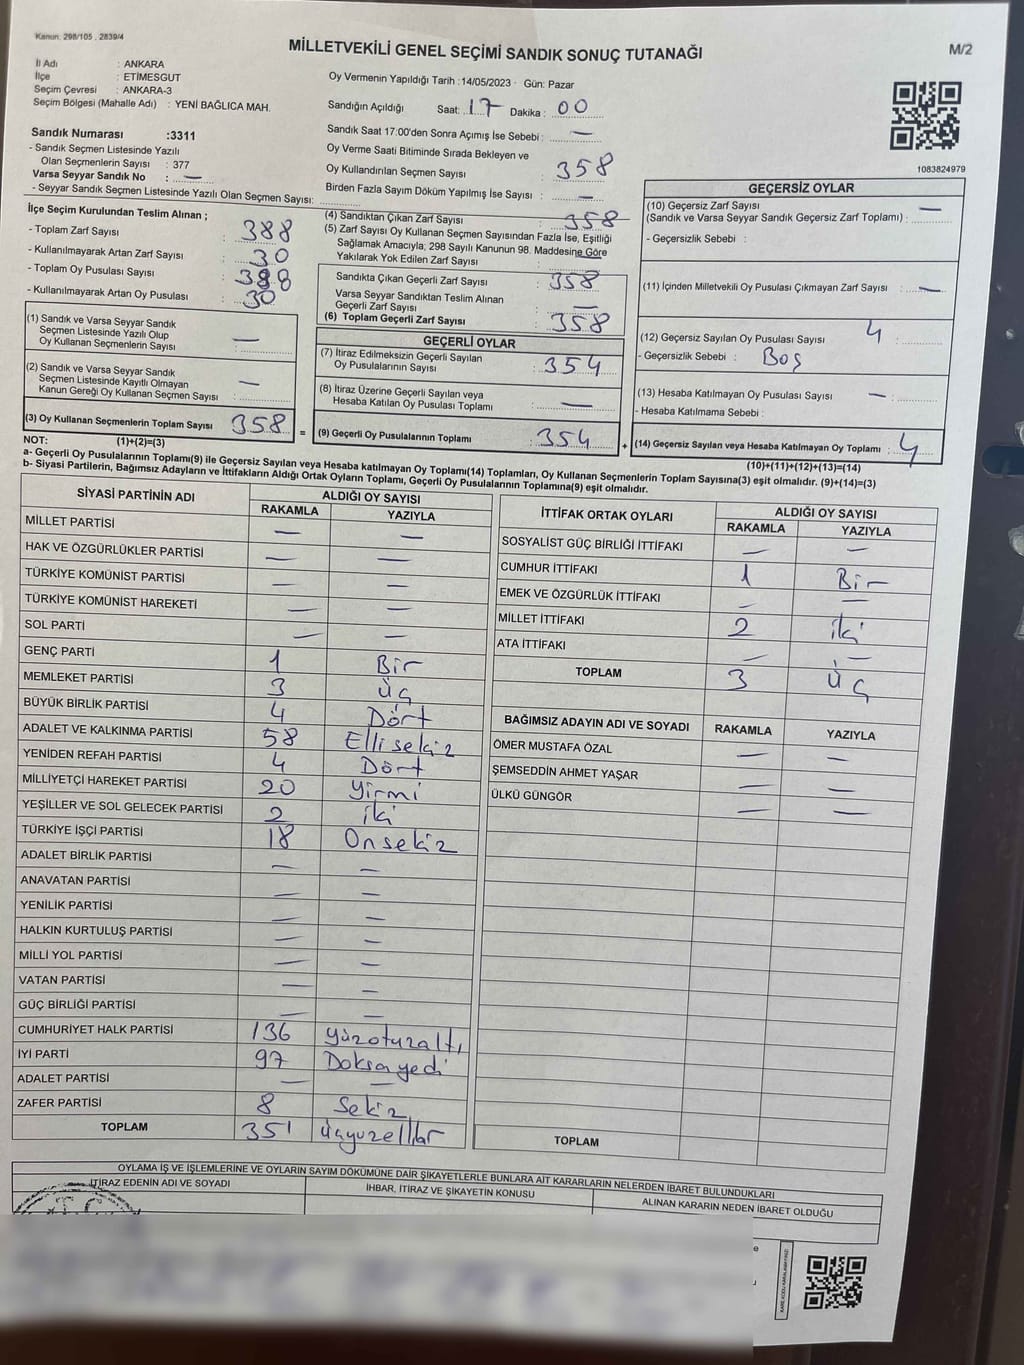 Kanun: 298/105 , 2839/4
MİLLETVEKİLİ GENEL SEÇİMİ SANDIK SONUÇ TUTANAĞI
M/2
İl Adı : ANKARA
İlçe : ETİMESGUT
Seçim Çevresi : ANKARA-3
Seçim Bölgesi (Mahalle Adı) : YENİ BAĞLICA MAH.
Oy Vermenin Yapıldığı Tarih :14/05/2023 - Gün: Pazar
Sandığın Açıldığı Saat: 17 Dakika : 00
Sandık Saat 17:00'den Sonra Açımış İse Sebebi : —
Oy Verme Saati Bitiminde Sırada Bekleyen ve
Oy Kullandırılan Seçmen Sayısı 358
Birden Fazla Sayım Döküm Yapılmış İse Sayısı : —
1083824979
Sandık Numarası :3311
- Sandık Seçmen Listesinde Yazılı
Olan Seçmenlerin Sayısı : 377
Varsa Seyyar Sandık No : —
- Seyyar Sandık Seçmen Listesinde Yazılı Olan Seçmen Sayısı:
İlçe Seçim Kurulundan Teslim Alınan ;
- Toplam Zarf Sayısı : 388
- Kullanılmayarak Artan Zarf Sayısı : 30
- Toplam Oy Pusulası Sayısı : 388
- Kullanılmayarak Artan Oy Pusulası : 30
(1) Sandık ve Varsa Seyyar Sandık
Seçmen Listesinde Yazılı Olup
Oy Kullanan Seçmenlerin Sayısı —
(2) Sandık ve Varsa Seyyar Sandık
Seçmen Listesinde Kayıtlı Olmayan
Kanun Gereği Oy Kullanan Seçmen Sayısı —
(3) Oy Kullanan Seçmenlerin Toplam Sayısı 358
(4) Sandıktan Çıkan Zarf Sayısı : 358
(5) Zarf Sayısı Oy Kullanan Seçmen Sayısından Fazla İse, Eşitliği
Sağlamak Amacıyla; 298 Sayılı Kanunun 98. Maddesine Göre
Yakılarak Yok Edilen Zarf Sayısı :
Sandıkta Çıkan Geçerli Zarf Sayısı : 358
Varsa Seyyar Sandıktan Teslim Alınan
Geçerli Zarf Sayısı : —
(6) Toplam Geçerli Zarf Sayısı : 358
GEÇERLİ OYLAR
(7) İtiraz Edilmeksizin Geçerli Sayılan
Oy Pusulalarının Sayısı : 354
(8) İtiraz Üzerine Geçerli Sayılan veya
Hesaba Katılan Oy Pusulası Toplamı : —
= (9) Geçerli Oy Pusulalarının Toplamı : 354
GEÇERSİZ OYLAR
(10) Geçersiz Zarf Sayısı —
(Sandık ve Varsa Seyyar Sandık Geçersiz Zarf Toplamı) :
- Geçersizlik Sebebi :
(11) İçinden Milletvekili Oy Pusulası Çıkmayan Zarf Sayısı : —
(12) Geçersiz Sayılan Oy Pusulası Sayısı 4
- Geçersizlik Sebebi : Boş
(13) Hesaba Katılmayan Oy Pusulası Sayısı —
- Hesaba Katılmama Sebebi :
+ (14) Geçersiz Sayılan veya Hesaba Katılmayan Oy Toplamı : 4
NOT: (1)+(2)=(3)
(10)+(11)+(12)+(13)=(14)
a- Geçerli Oy Pusulalarının Toplamı(9) ile Geçersiz Sayılan veya Hesaba katılmayan Oy Toplamı(14) Toplamları, Oy Kullanan Seçmenlerin Toplam Sayısına(3) eşit olmalıdır. (9)+(14)=(3)
b- Siyasi Partilerin, Bağımsız Adayların ve İttifakların Aldığı Ortak Oyların Toplamı, Geçerli Oy Pusulalarının Toplamına(9) eşit olmalıdır.
SİYASİ PARTİNİN ADI ALDIĞI OY SAYISI
RAKAMLA YAZIYLA
MİLLET PARTİSİ — —
HAK VE ÖZGÜRLÜKLER PARTİSİ — —
TÜRKİYE KOMÜNİST PARTİSİ — —
TÜRKİYE KOMÜNİST HAREKETİ — —
SOL PARTİ — —
GENÇ PARTİ 1 Bir
MEMLEKET PARTİSİ 3 Üç
BÜYÜK BİRLİK PARTİSİ 4 Dört
ADALET VE KALKINMA PARTİSİ 58 Elli sekiz
YENİDEN REFAH PARTİSİ 4 Dört
MİLLİYETÇİ HAREKET PARTİSİ 20 Yirmi
YEŞİLLER VE SOL GELECEK PARTİSİ 2 iki
TÜRKİYE İŞÇİ PARTİSİ 18 Onsekiz
ADALET BİRLİK PARTİSİ — —
ANAVATAN PARTİSİ — —
YENİLİK PARTİSİ — —
HALKIN KURTULUŞ PARTİSİ — —
MİLLİ YOL PARTİSİ — —
VATAN PARTİSİ — —
GÜÇ BİRLİĞİ PARTİSİ — —
CUMHURİYET HALK PARTİSİ 136 Yüzotuzaltı
İYİ PARTİ 97 Doksayedi
ADALET PARTİSİ — —
ZAFER PARTİSİ 8 Sekiz
TOPLAM 351
İTTİFAK ORTAK OYLARI ALDIĞI OY SAYISI
RAKAMLA YAZIYLA
SOSYALİST GÜÇ BİRLİĞİ İTTİFAKI — —
CUMHUR İTTİFAKI 1 Bir
EMEK VE ÖZGÜRLÜK İTTİFAKI — —
MİLLET İTTİFAKI 2 iki
ATA İTTİFAKI — —
TOPLAM 3 Üç
BAĞIMSIZ ADAYIN ADI VE SOYADI RAKAMLA YAZIYLA
ÖMER MUSTAFA ÖZAL — —
ŞEMSEDDİN AHMET YAŞAR — —
ÜLKÜ GÜNGÖR — —
TOPLAM
OYLAMA İŞ VE İŞLEMLERİNE VE OYLARIN SAYIM DÖKÜMÜNE DAİR ŞİKAYETLERLE BUNLARA AİT KARARLARIN NELERDEN İBARET BULUNDUKLARI
İTİRAZ EDENİN ADI VE SOYADI İHBAR, İTİRAZ VE ŞİKAYETİN KONUSU ALINAN KARARIN NEDEN İBARET OLDUĞU
T.C.